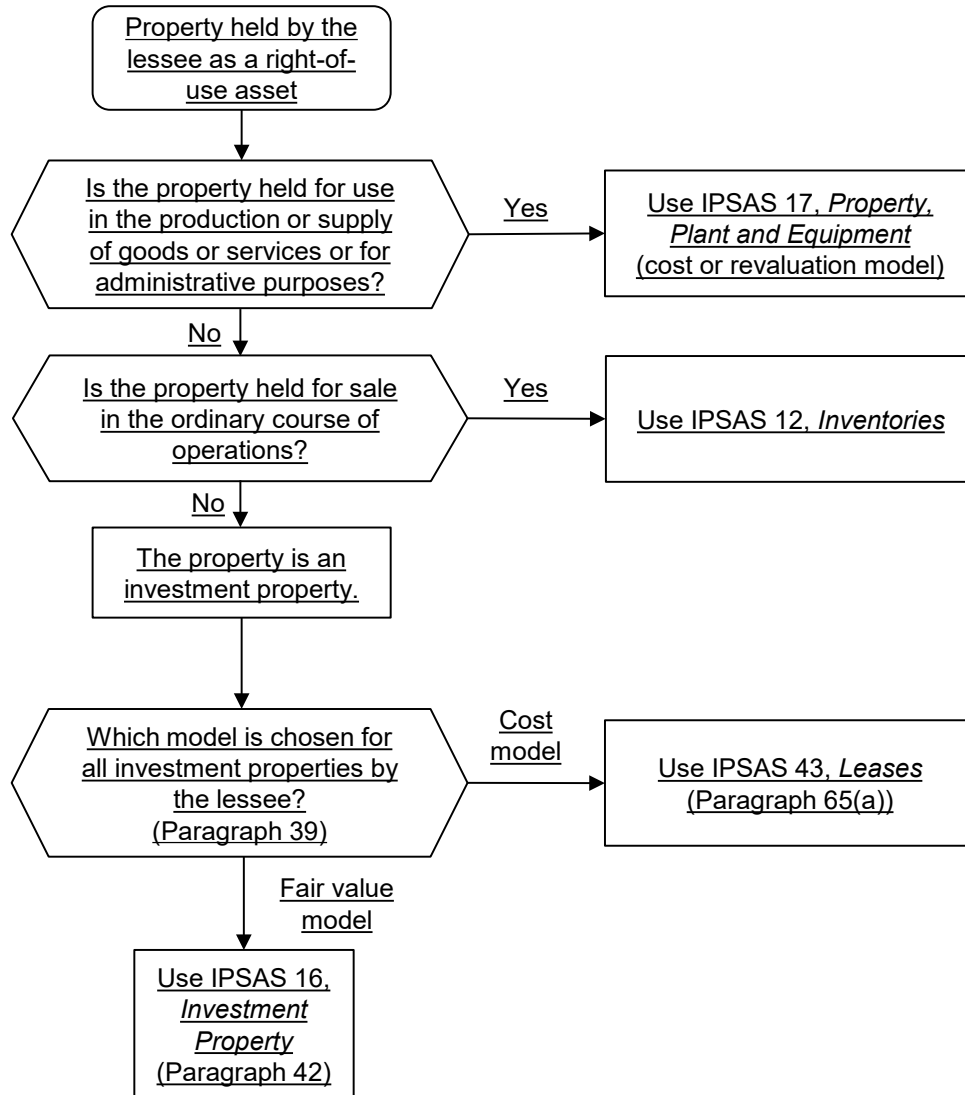 Property held by the
lessee as a right-of-
use asset
Is the property held for use
in the production or supply
of goods or services or for
administrative purposes?
Yes
Use IPSAS 17, Property,
Plant and Equipment
(cost or revaluation model)
No
Is the property held for sale
in the ordinary course of
operations?
Yes
Use IPSAS 12, Inventories
No
The property is an
investment property.
Which model is chosen for
all investment properties by
the lessee?
(Paragraph 39)
Cost
model
Use IPSAS 43, Leases
(Paragraph 65(a))
Fair value
model
Use IPSAS 16,
Investment
Property
(Paragraph 42)